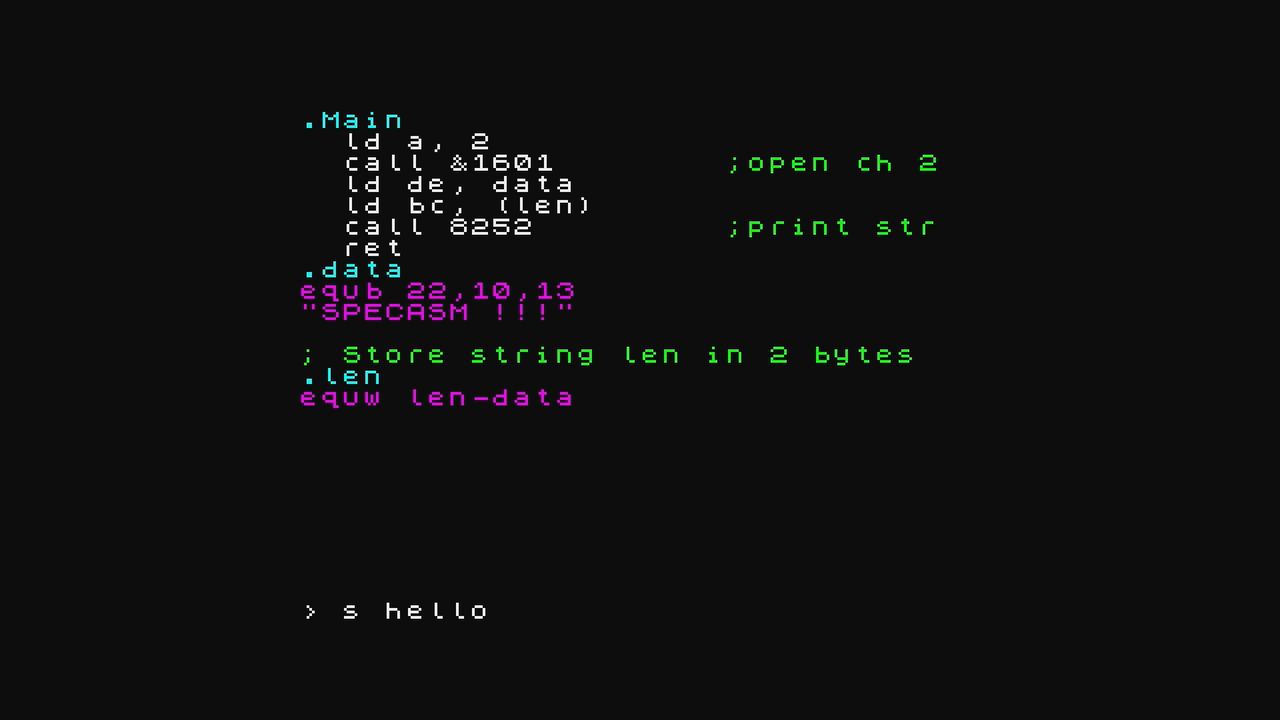 .Main
ld a, 2
call &1601 ;open ch 2
ld de, data
ld bc, (len)
call 8252 ;print str
ret
.data
equb 22,10,13
"SPECASM !!!"
; Store string len in 2 bytes
.len
equw len-data
> s hello